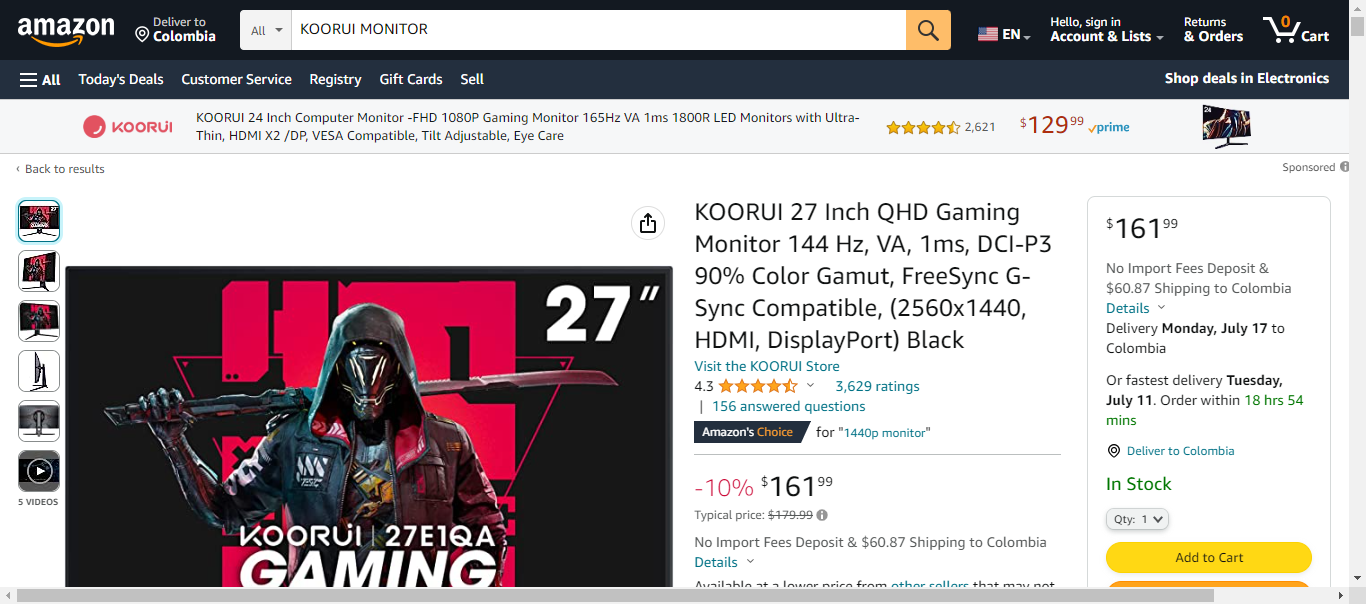 amazon
Deliver to
Colombia
All
KOORUI MONITOR
EN
Hello, sign in
Account & Lists
Returns
& Orders
0
Cart
All
Today's Deals
Customer Service
Registry
Gift Cards
Sell
Shop deals in Electronics
KOORUI
KOORUI 24 Inch Computer Monitor -FHD 1080P Gaming Monitor 165Hz VA 1ms 1800R LED Monitors with Ultra-
Thin, HDMI X2 /DP, VESA Compatible, Tilt Adjustable, Eye Care
2,621
$129⁹⁹
prime
24
‹ Back to results
Sponsored
27"
5 VIDEOS
27"
KOORUI | 27E1QA
GAMING
KOORUI 27 Inch QHD Gaming
Monitor 144 Hz, VA, 1ms, DCI-P3
90% Color Gamut, FreeSync G-
Sync Compatible, (2560x1440,
HDMI, DisplayPort) Black
Visit the KOORUI Store
4.3
3,629 ratings
| 156 answered questions
Amazon's Choice
for "1440p monitor"
-10% $161⁹⁹
Typical price: $179.99
No Import Fees Deposit & $60.87 Shipping to Colombia
Details
Available at a lower price from other sellers that may not
$161⁹⁹
No Import Fees Deposit &
$60.87 Shipping to Colombia
Details
Delivery Monday, July 17 to
Colombia
Or fastest delivery Tuesday,
July 11. Order within 18 hrs 54
mins
Deliver to Colombia
In Stock
Qty: 1
Add to Cart